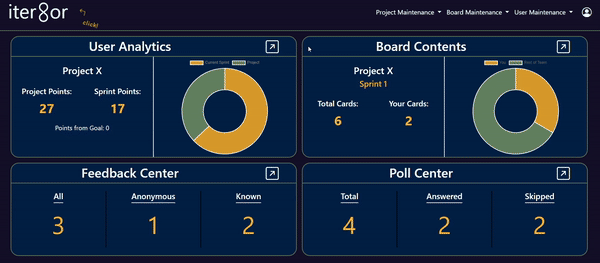 iter8or
click!
Project Maintenance Board Maintenance User Maintenance
User Analytics
Project X
Project Points: Sprint Points:
27 17
Points from Goal: 0
Current Sprint Project
Board Contents
Project X
Sprint 1
Total Cards: Your Cards:
6 2
You Rest of Team
Feedback Center
All Anonymous Known
3 1 2
Poll Center
Total Answered Skipped
4 2 2